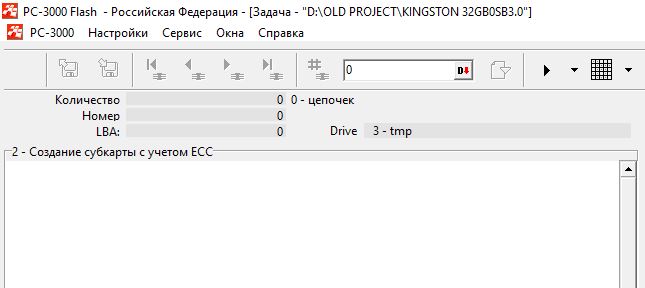 PC-3000 Flash - Российская Федерация - [Задача - "D:\OLD PROJECT\KINGSTON 32GB0SB3.0"]
PC-3000 Настройки Сервис Окна Справка
0 D
Количество 0 0 - цепочек
Номер 0
LBA: 0 Drive 3 - tmp
2 - Создание субкарты с учетом ECC